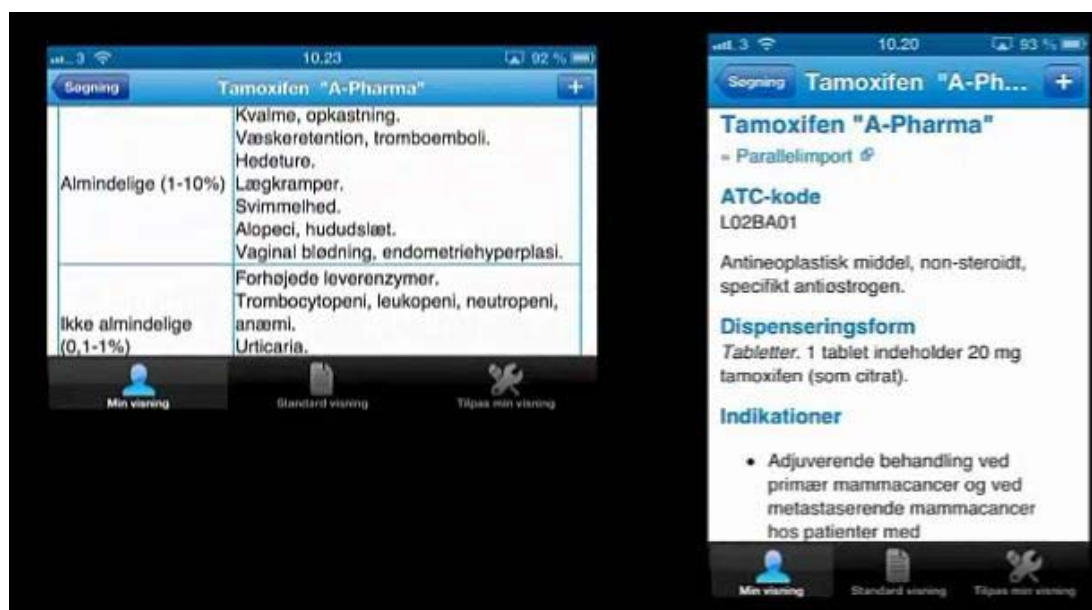 3 10.23 92 %
Søgning Tamoxifen "A-Pharma" +
Kvalme, opkastning.
Væskeretention, tromboemboli.
Hedeture.
Almindelige (1-10%) Lægkramper.
Svimmelhed.
Alopeci, hududslæt.
Vaginal blødning, endometriehyperplasi.
Forhøjede leverenzymer.
Trombocytopeni, leukopeni, neutropeni,
Ikke almindelige anæmi.
(0,1-1%) Urticaria.
Min visning Standard visning Tilpas min visning
3 10.20 93 %
Søgning Tamoxifen "A-Ph... +
Tamoxifen "A-Pharma"
= Parallelimport
ATC-kode
L02BA01
Antineoplastisk middel, non-steroidt,
specifikt antiøstrogen.
Dispenseringsform
Tabletter. 1 tablet indeholder 20 mg
tamoxifen (som citrat).
Indikationer
• Adjuverende behandling ved
primær mammacancer og ved
metastaserende mammacancer
hos patienter med
Min visning Standard visning Tilpas min visning